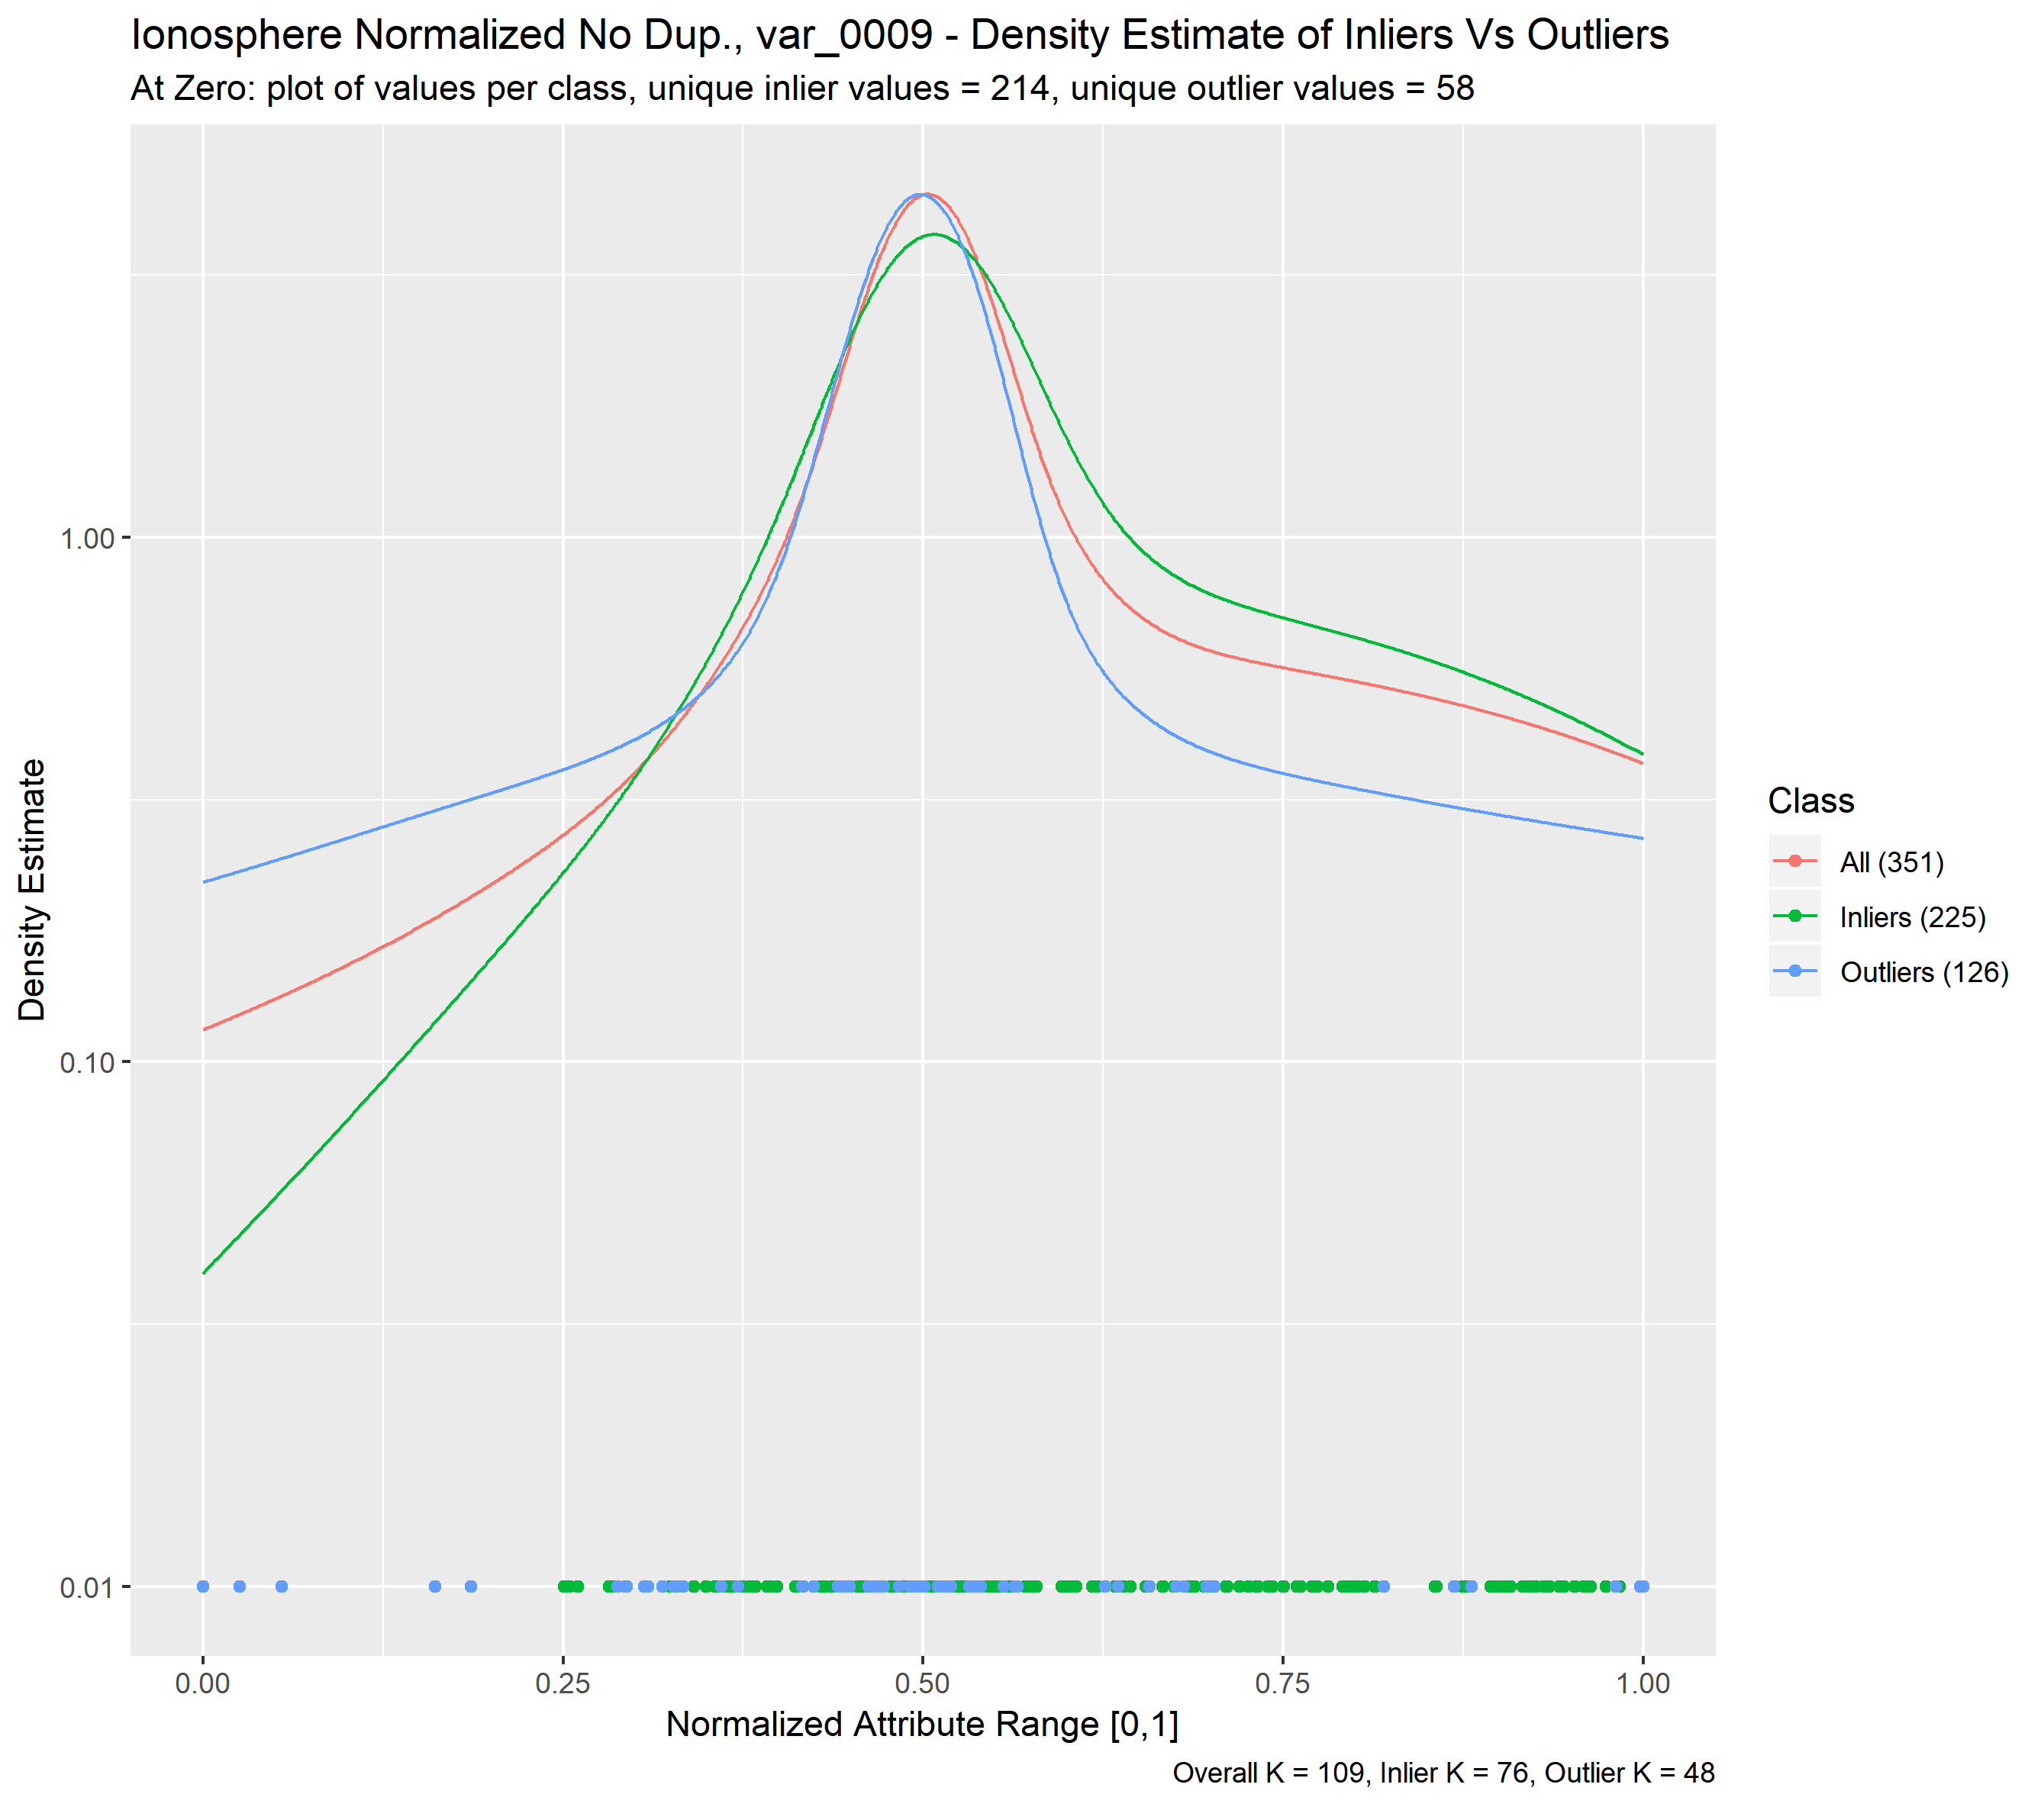 Ionosphere Normalized No Dup., var_0009 - Density Estimate of Inliers Vs Outliers
At Zero: plot of values per class, unique inlier values = 214, unique outlier values = 58
Density Estimate
1.00
0.10
0.01
0.00
0.25
0.50
0.75
1.00
Normalized Attribute Range [0,1]
Class
All (351)
Inliers (225)
Outliers (126)
Overall K = 109, Inlier K = 76, Outlier K = 48